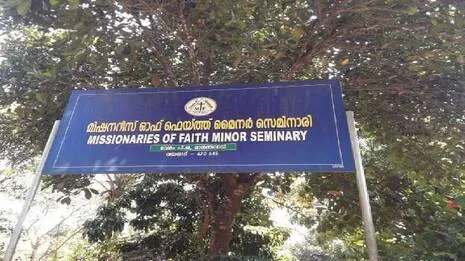 മിഷനറീസ് ഓഫ് ഫെയ്ത്ത് മൈനർ സെമിനാരി
MISSIONARIES OF FAITH MINOR SEMINARY